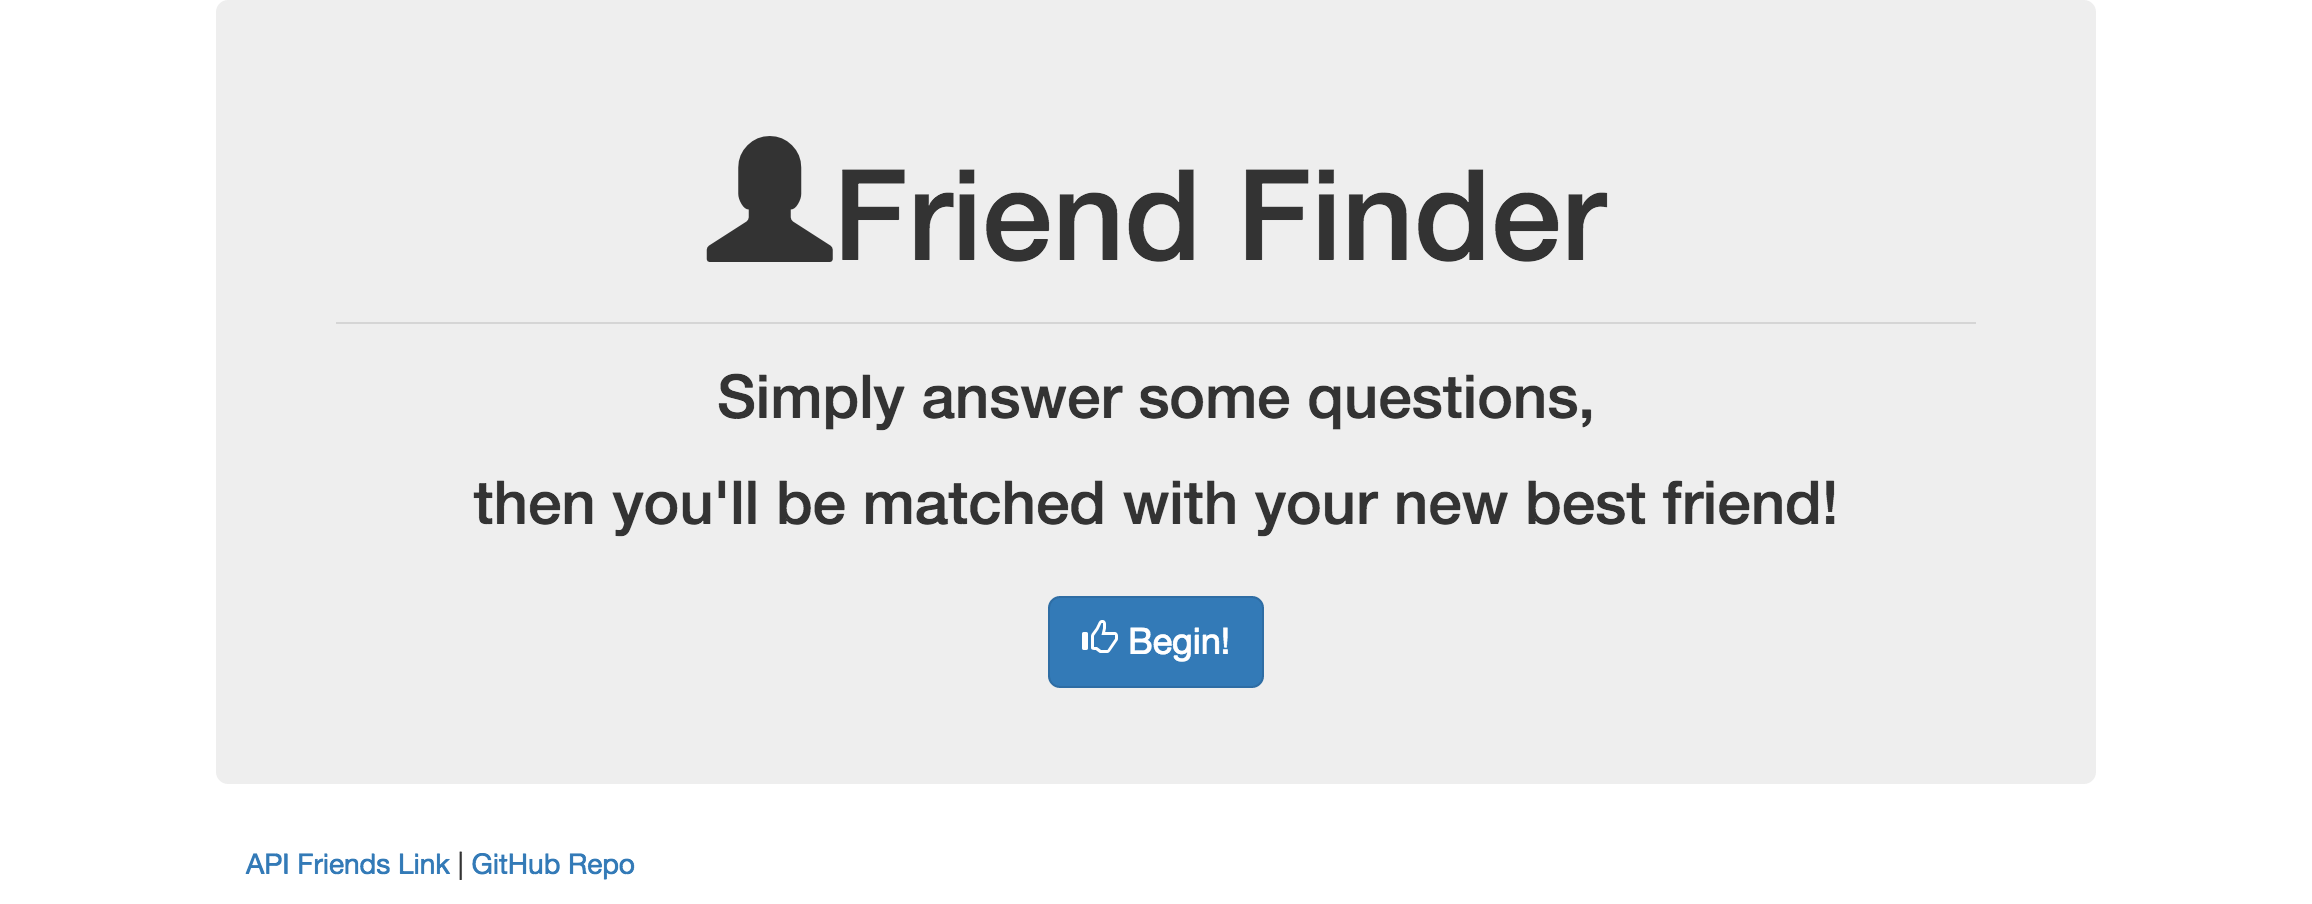 Friend Finder
Simply answer some questions,
then you'll be matched with your new best friend!
Begin!
API Friends Link | GitHub Repo